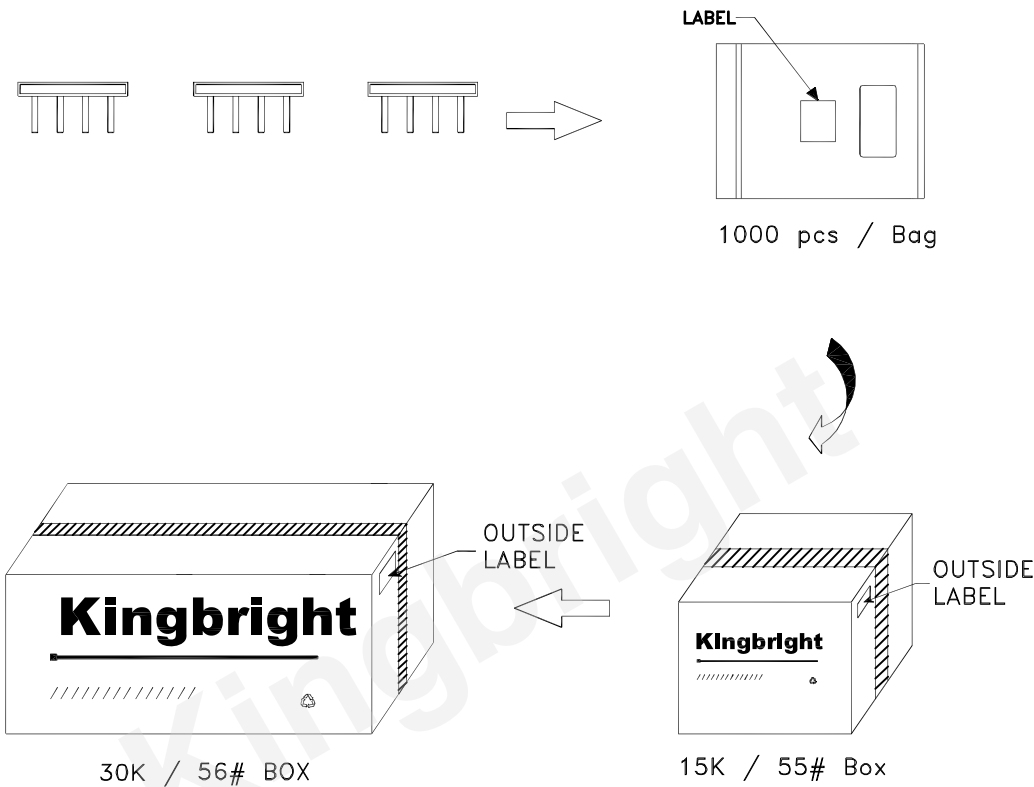 LABEL
1000 pcs / Bag
OUTSIDE
LABEL
Kingbright
30K / 56# BOX
OUTSIDE
LABEL
Kingbright
15K / 55# Box
Kingbright